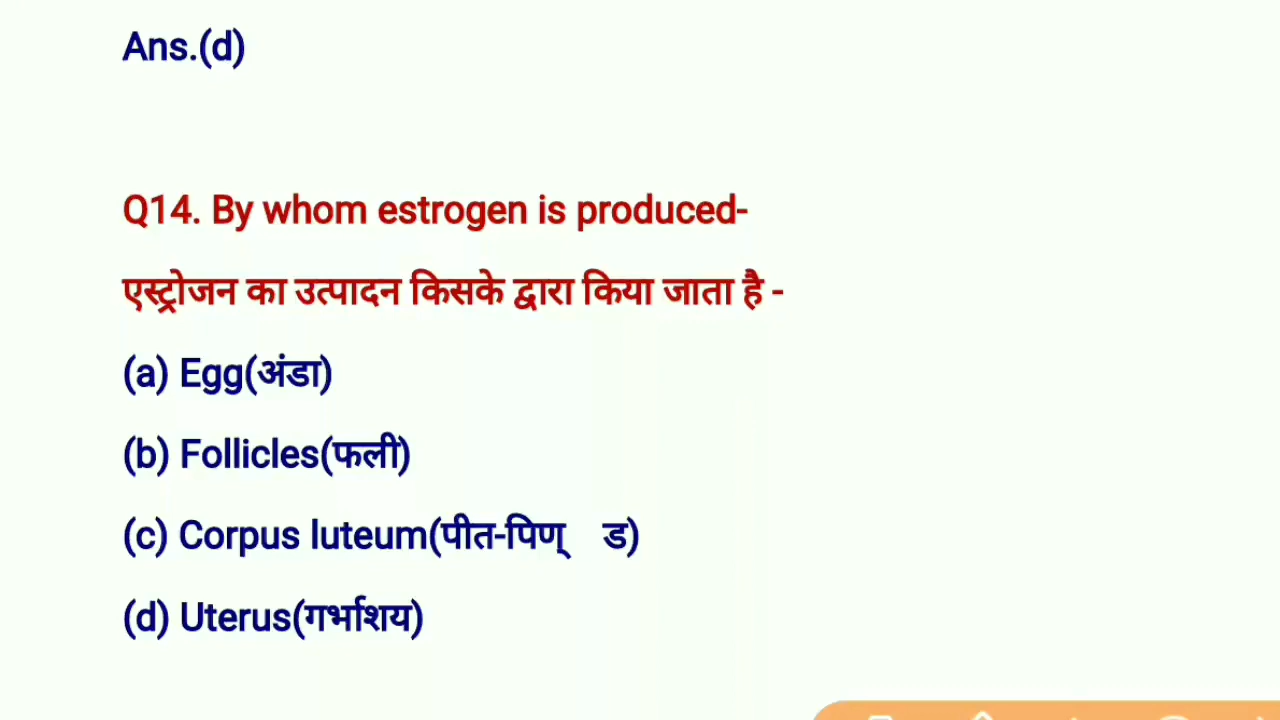 Ans.(d)
Q14. By whom estrogen is produced-
एस्ट्रोजन का उत्पादन किसके द्वारा किया जाता है -
(a) Egg(अंडा)
(b) Follicles(फली)
(c) Corpus luteum(पीत-पिण् ड)
(d) Uterus(गर्भाशय)